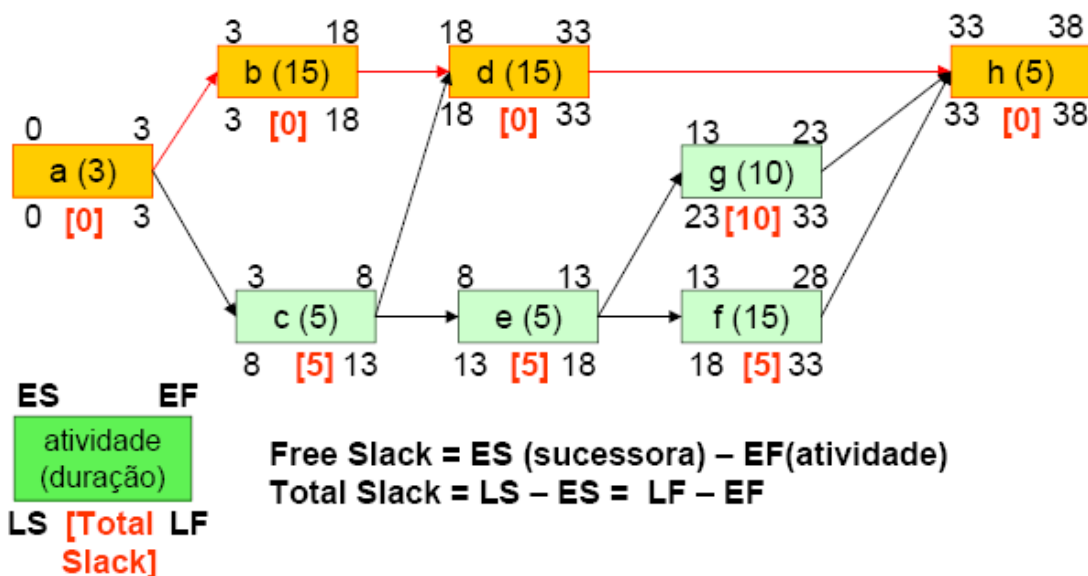 3 18
b (15)
3 [0] 18
18 33
d (15)
18 [0] 33
33 38
h (5)
33 [0] 38
0 3
a (3)
0 [0] 3
13 23
g (10)
23 [10] 33
3 8
c (5)
8 [5] 13
8 13
e (5)
13 [5] 18
13 28
f (15)
18 [5] 33
ES EF
atividade
(duração)
LS [Total LF
Slack]
Free Slack = ES (sucessora) – EF(atividade)
Total Slack = LS – ES = LF – EF